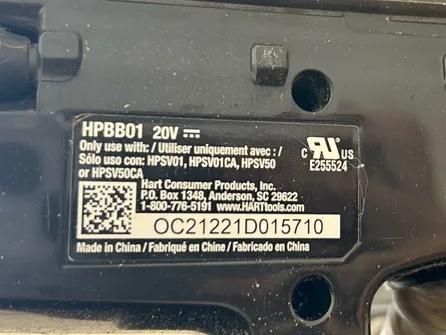 HPBB01 20V ⎓
Only use with: / Utiliser uniquement avec : /
Sólo uso con: HPSV01, HPSV01CA, HPSV50
or HPSV50CA
Hart Consumer Products, Inc.
P.O. Box 1348, Anderson, SC 29622
1-800-776-5191 www.HARTtools.com
OC21221D015710
Made in China / Fabriqué en Chine / Fabricado en China
C RU US
E255524